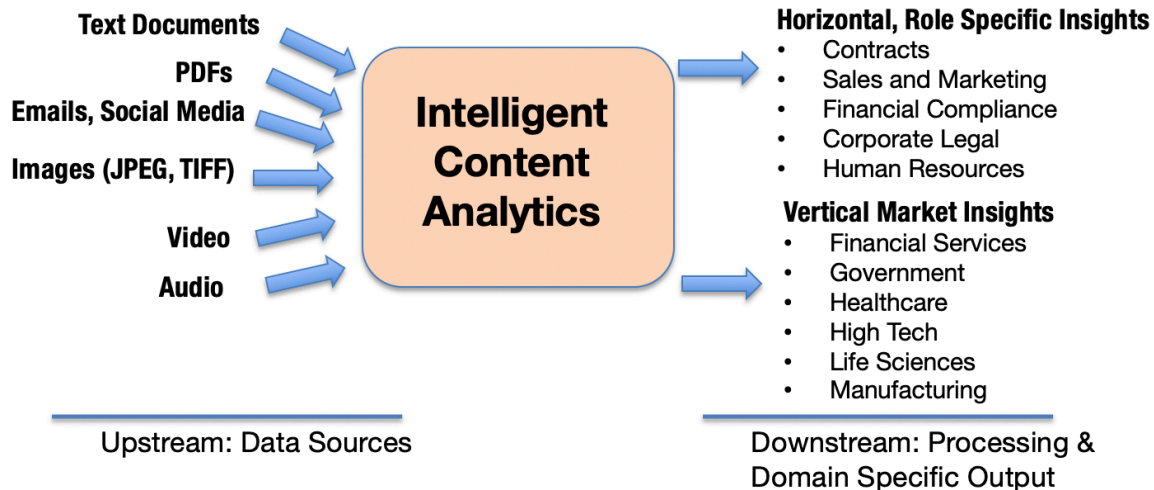 Text Documents
PDFs
Emails, Social Media
Images (JPEG, TIFF)
Video
Audio
Intelligent
Content
Analytics
Horizontal, Role Specific Insights
• Contracts
• Sales and Marketing
• Financial Compliance
• Corporate Legal
• Human Resources
Vertical Market Insights
• Financial Services
• Government
• Healthcare
• High Tech
• Life Sciences
• Manufacturing
Upstream: Data Sources
Downstream: Processing &
Domain Specific Output